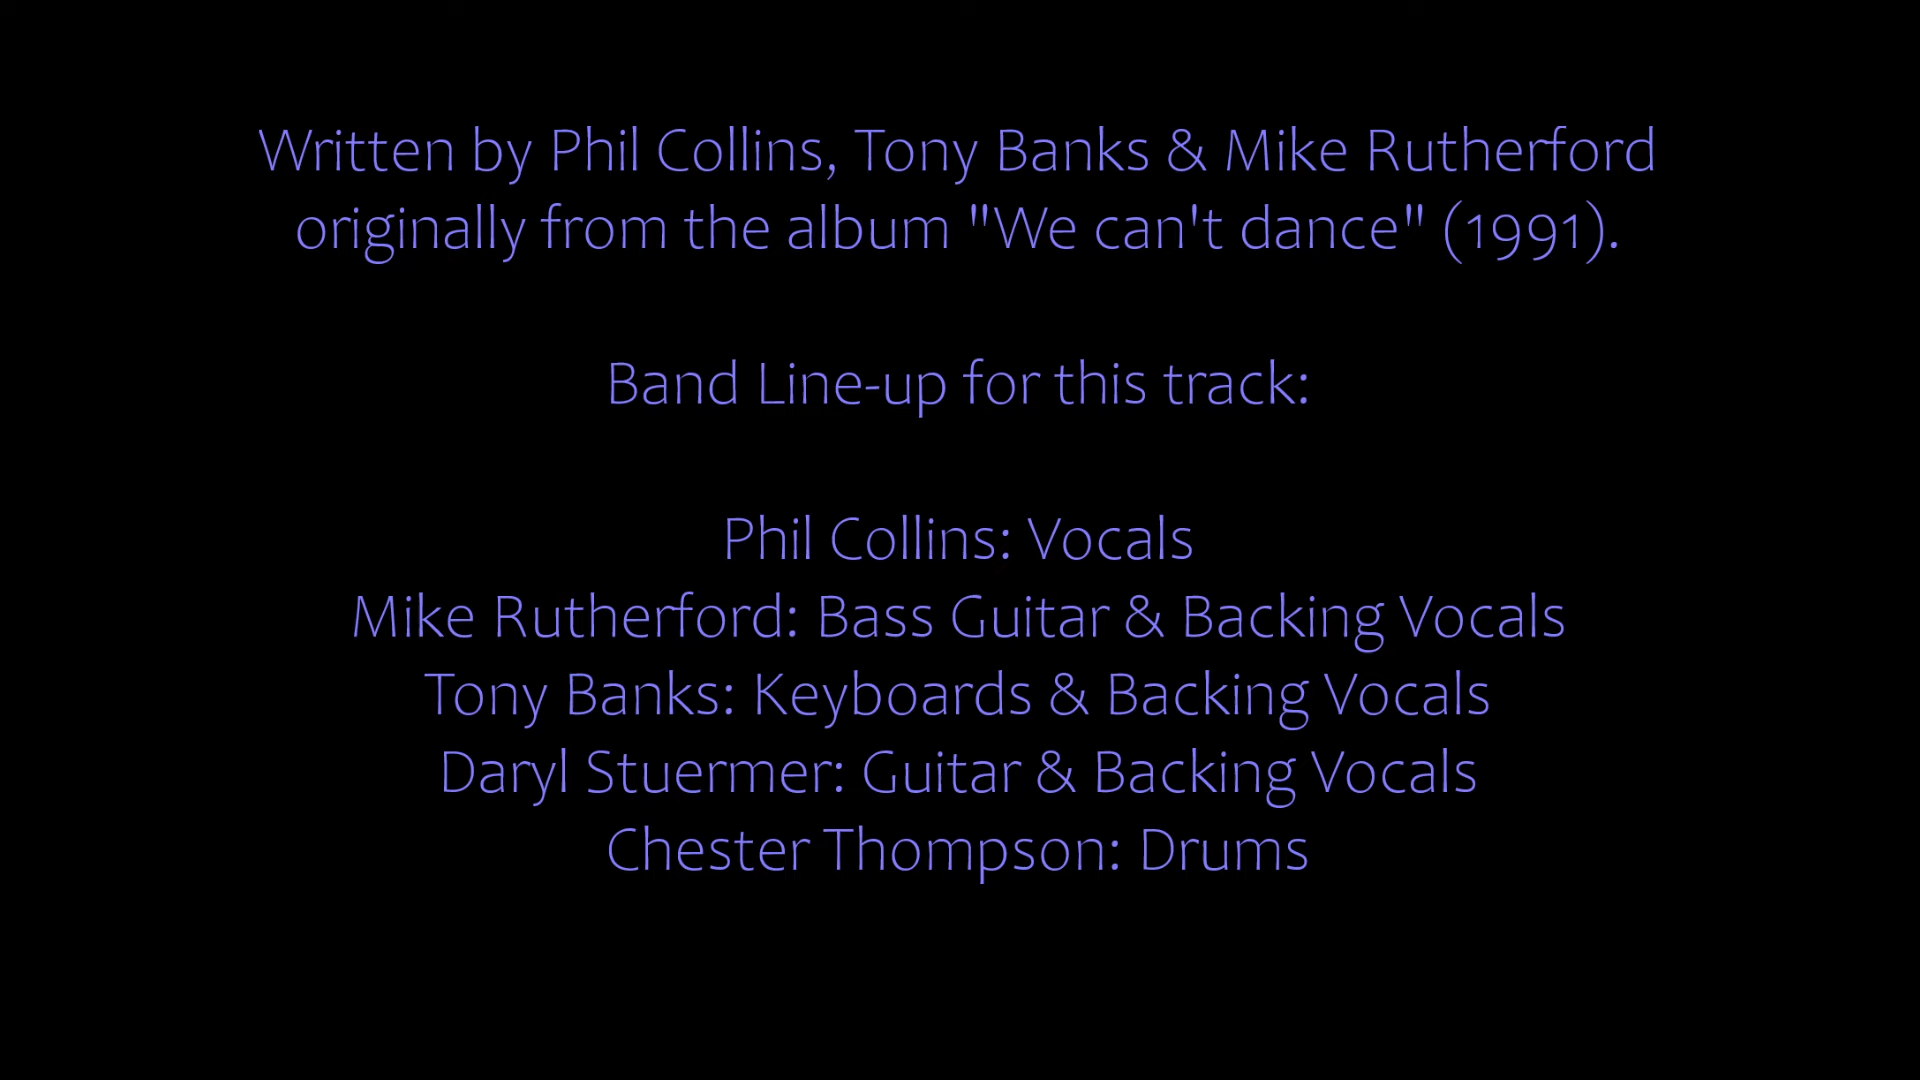 Written by Phil Collins, Tony Banks & Mike Rutherford
originally from the album "We can't dance" (1991).
Band Line-up for this track:
Phil Collins: Vocals
Mike Rutherford: Bass Guitar & Backing Vocals
Tony Banks: Keyboards & Backing Vocals
Daryl Stuermer: Guitar & Backing Vocals
Chester Thompson: Drums